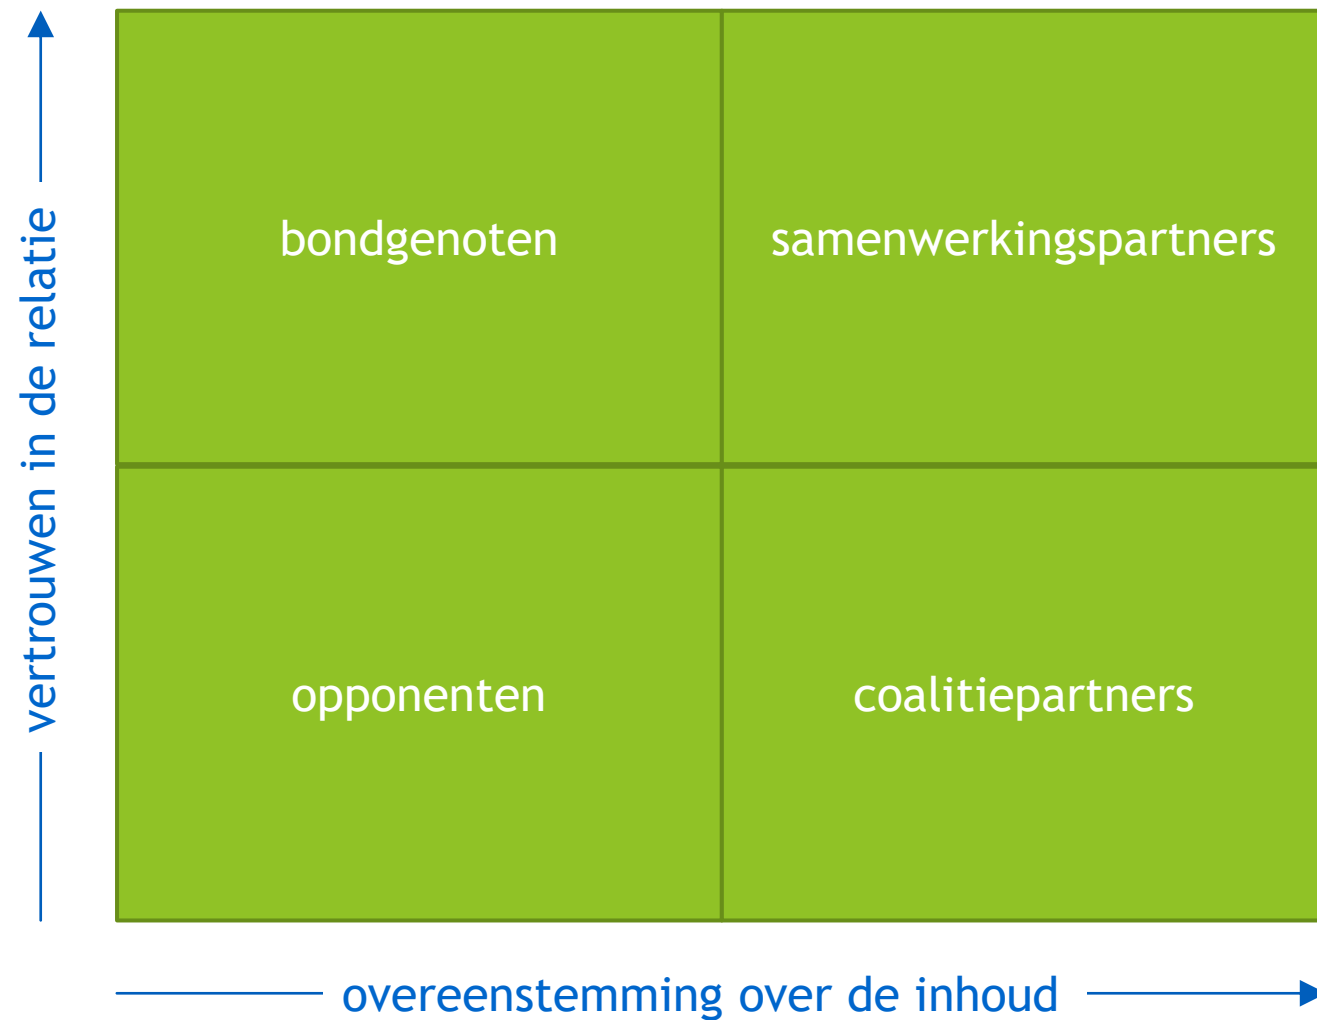 vertrouwen in de relatie
bondgenoten
samenwerkingspartners
opponenten
coalitiepartners
overeenstemming over de inhoud